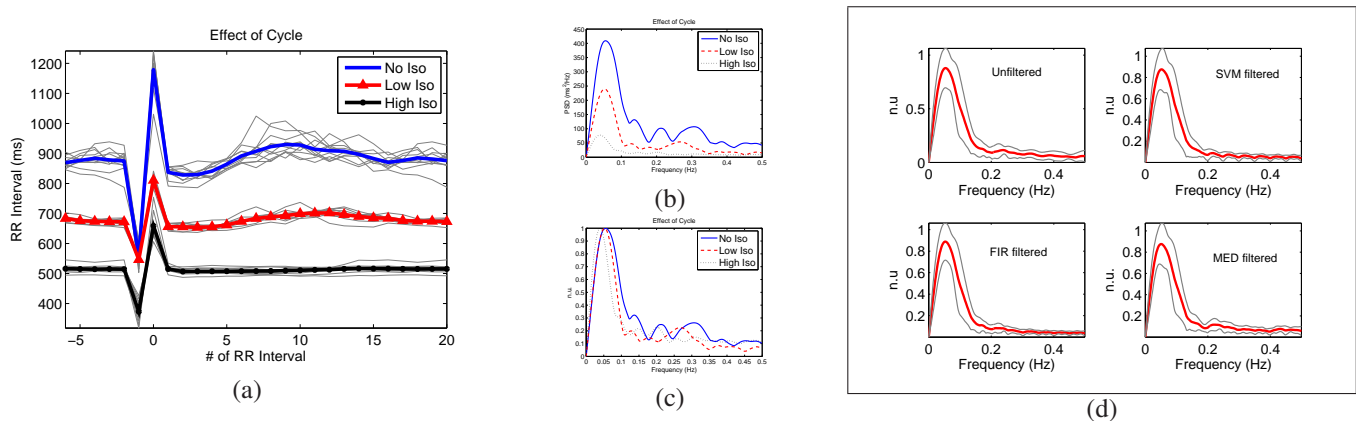 Effect of Cycle
No Iso
Low Iso
High Iso
RR Interval (ms)
1200
1100
1000
900
800
700
600
500
400
−5 0 5 10 15 20
# of RR Interval
(a)
Effect of Cycle
No Iso
Low Iso
High Iso
PSD (ms²/Hz)
450
400
350
300
250
200
150
100
50
0
0 0.1 0.2 0.3 0.4 0.5
Frequency (Hz)
(b)
Effect of Cycle
No Iso
Low Iso
High Iso
n.u.
1
0.9
0.8
0.7
0.6
0.5
0.4
0.3
0.2
0.1
0
0 0.05 0.1 0.15 0.2 0.25 0.3 0.35 0.4 0.45 0.5
Frequency (Hz)
(c)
Unfiltered
n.u
1
0.5
0
0 0.2 0.4
Frequency (Hz)
SVM filtered
n.u
1
0.8
0.6
0.4
0.2
0 0.2 0.4
Frequency (Hz)
FIR filtered
n.u
1
0.8
0.6
0.4
0.2
0 0.2 0.4
Frequency (Hz)
MED filtered
n.u.
1
0.8
0.6
0.4
0.2
0 0.2 0.4
Frequency (Hz)
(d)